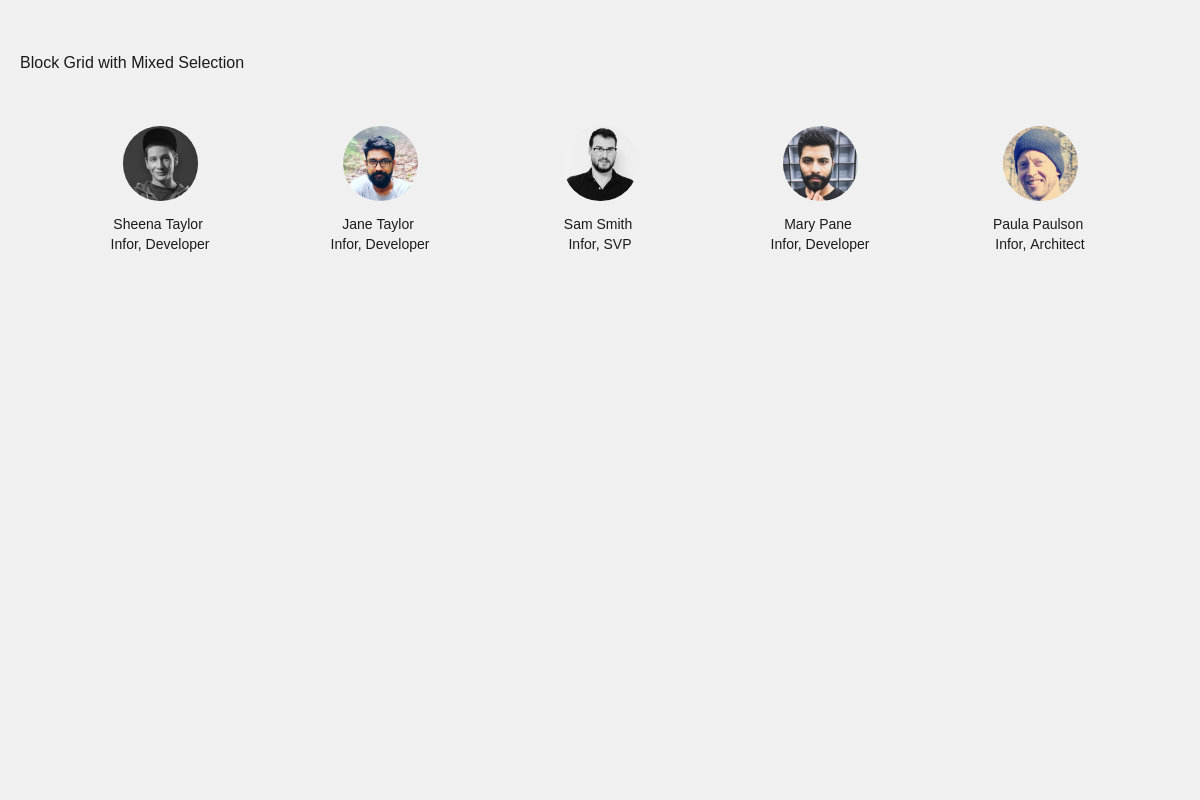 Block Grid with Mixed Selection
Sheena Taylor
Infor, Developer
Jane Taylor
Infor, Developer
Sam Smith
Infor, SVP
Mary Pane
Infor, Developer
Paula Paulson
Infor, Architect